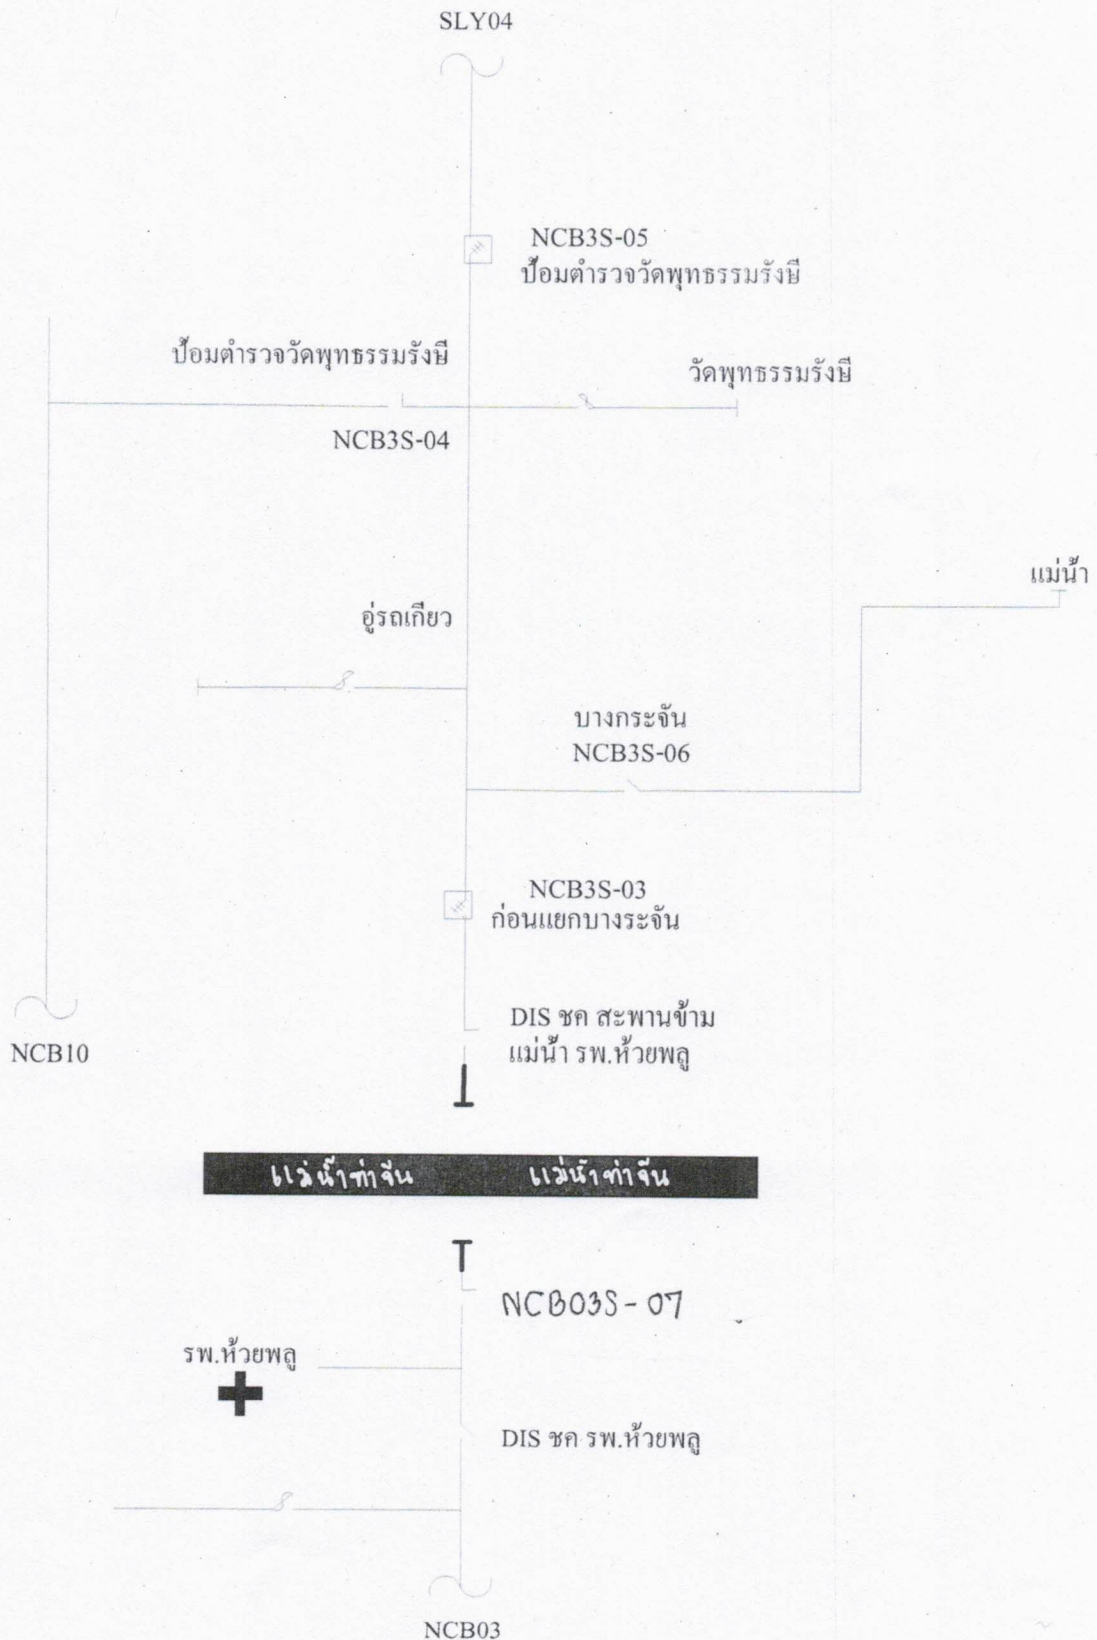 SLY04
NCB3S-05
ป้อมตำรวจวัดพุทธธรรมรังษี
ป้อมตำรวจวัดพุทธรรมรังษี
วัดพุทธรรมรังษี
NCB3S-04
แม่น้ำ
อู่รถเกียว
บางกระจัน
NCB3S-06
NCB3S-03
ก่อนแยกบางระจัน
DIS ชค สะพานข้าม
แม่น้ำ รพ.ห้วยพลู
NCB10
แม่น้ำท่าจีน แม่น้ำท่าจีน
NCB03S-07
รพ.ห้วยพลู
DIS ชค รพ.ห้วยพลู
NCB03